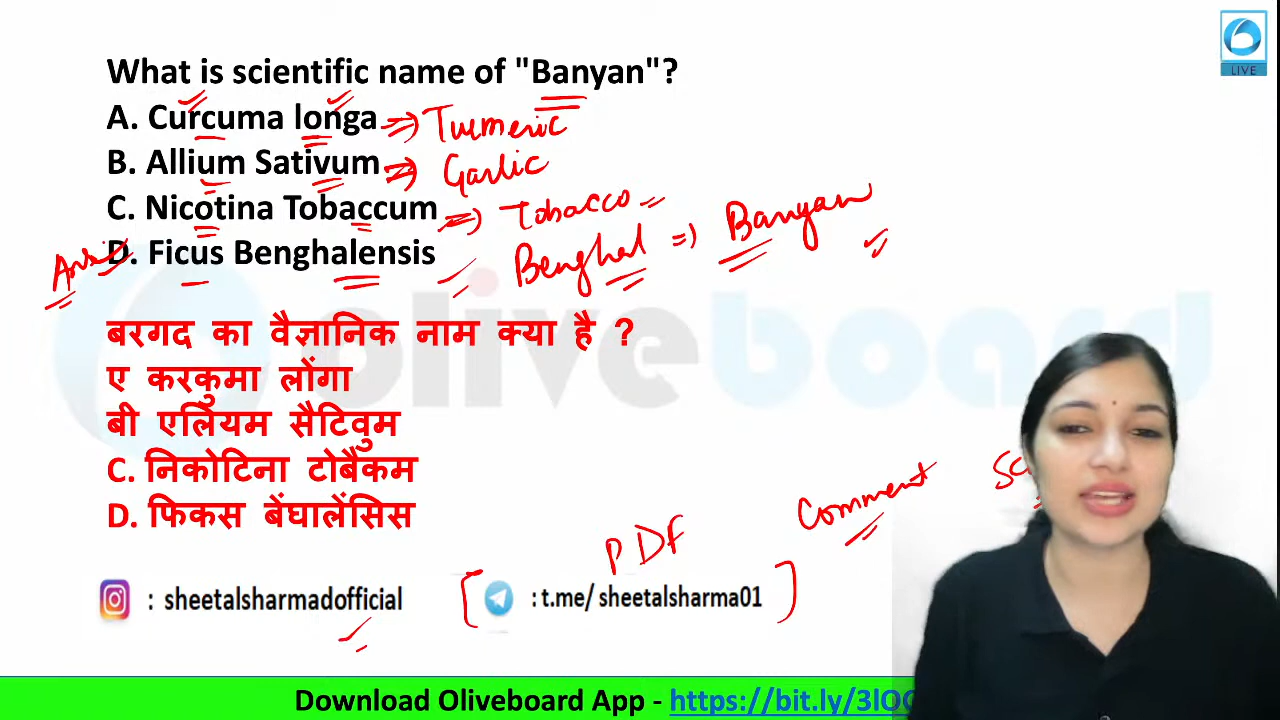 LIVE
What is scientific name of "Banyan"?
A. Curcuma longa => Turmeric
B. Allium Sativum => Garlic
C. Nicotina Tobaccum => Tobacco
Ans D. Ficus Benghalensis Benghal => Banyan
oliveboard
बरगद का वैज्ञानिक नाम क्या है ?
ए करकुमा लोंगा
बी एलियम सैटिवुम
C. निकोटिना टोबैकम
D. फिकस बेंघालेंसिस
Comment
PDF
: sheetalsharmadofficial [ : t.me/ sheetalsharma01 ]
Download Oliveboard App - https://bit.ly/3lO